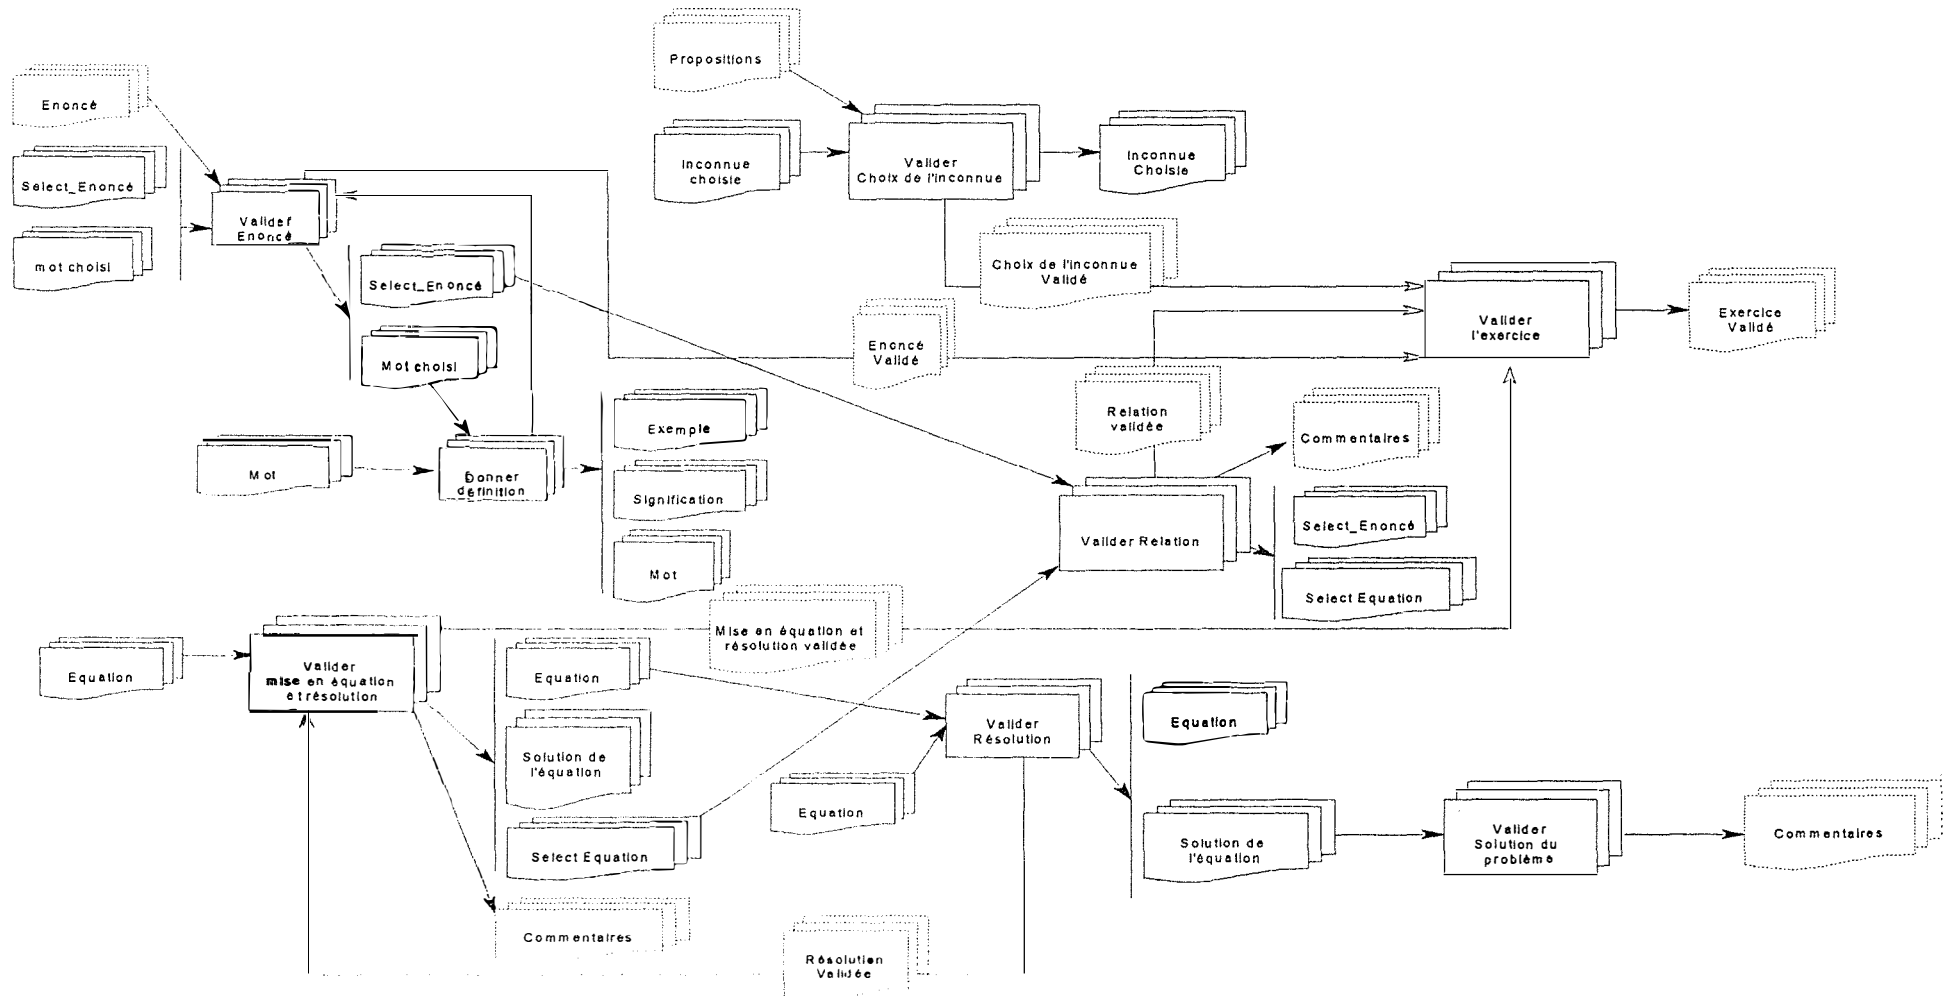 Propositions
Enoncé
Inconnue
choisie
Valider
Choix de l'inconnue
Inconnue
Choisie
Select_Enoncé
Valider
Enoncé
mot choisi
Select_Enoncé
Choix de l'inconnue
Validé
Valider
l'exercice
Exercice
Validé
Enoncé
Validé
Mot choisi
Relation
validée
Exemple
Commentaires
Mot
Donner
définition
Signification
Select_Enoncé
Valider Relation
Mot
Select Equation
Mise en équation et
résolution validée
Equation
Valider
mise en équation
et résolution
Equation
Valider
Résolution
Equation
Solution de
l'équation
Equation
Solution de
l'équation
Valider
Solution du
problème
Commentaires
Select Equation
Commentaires
Résolution
Validée